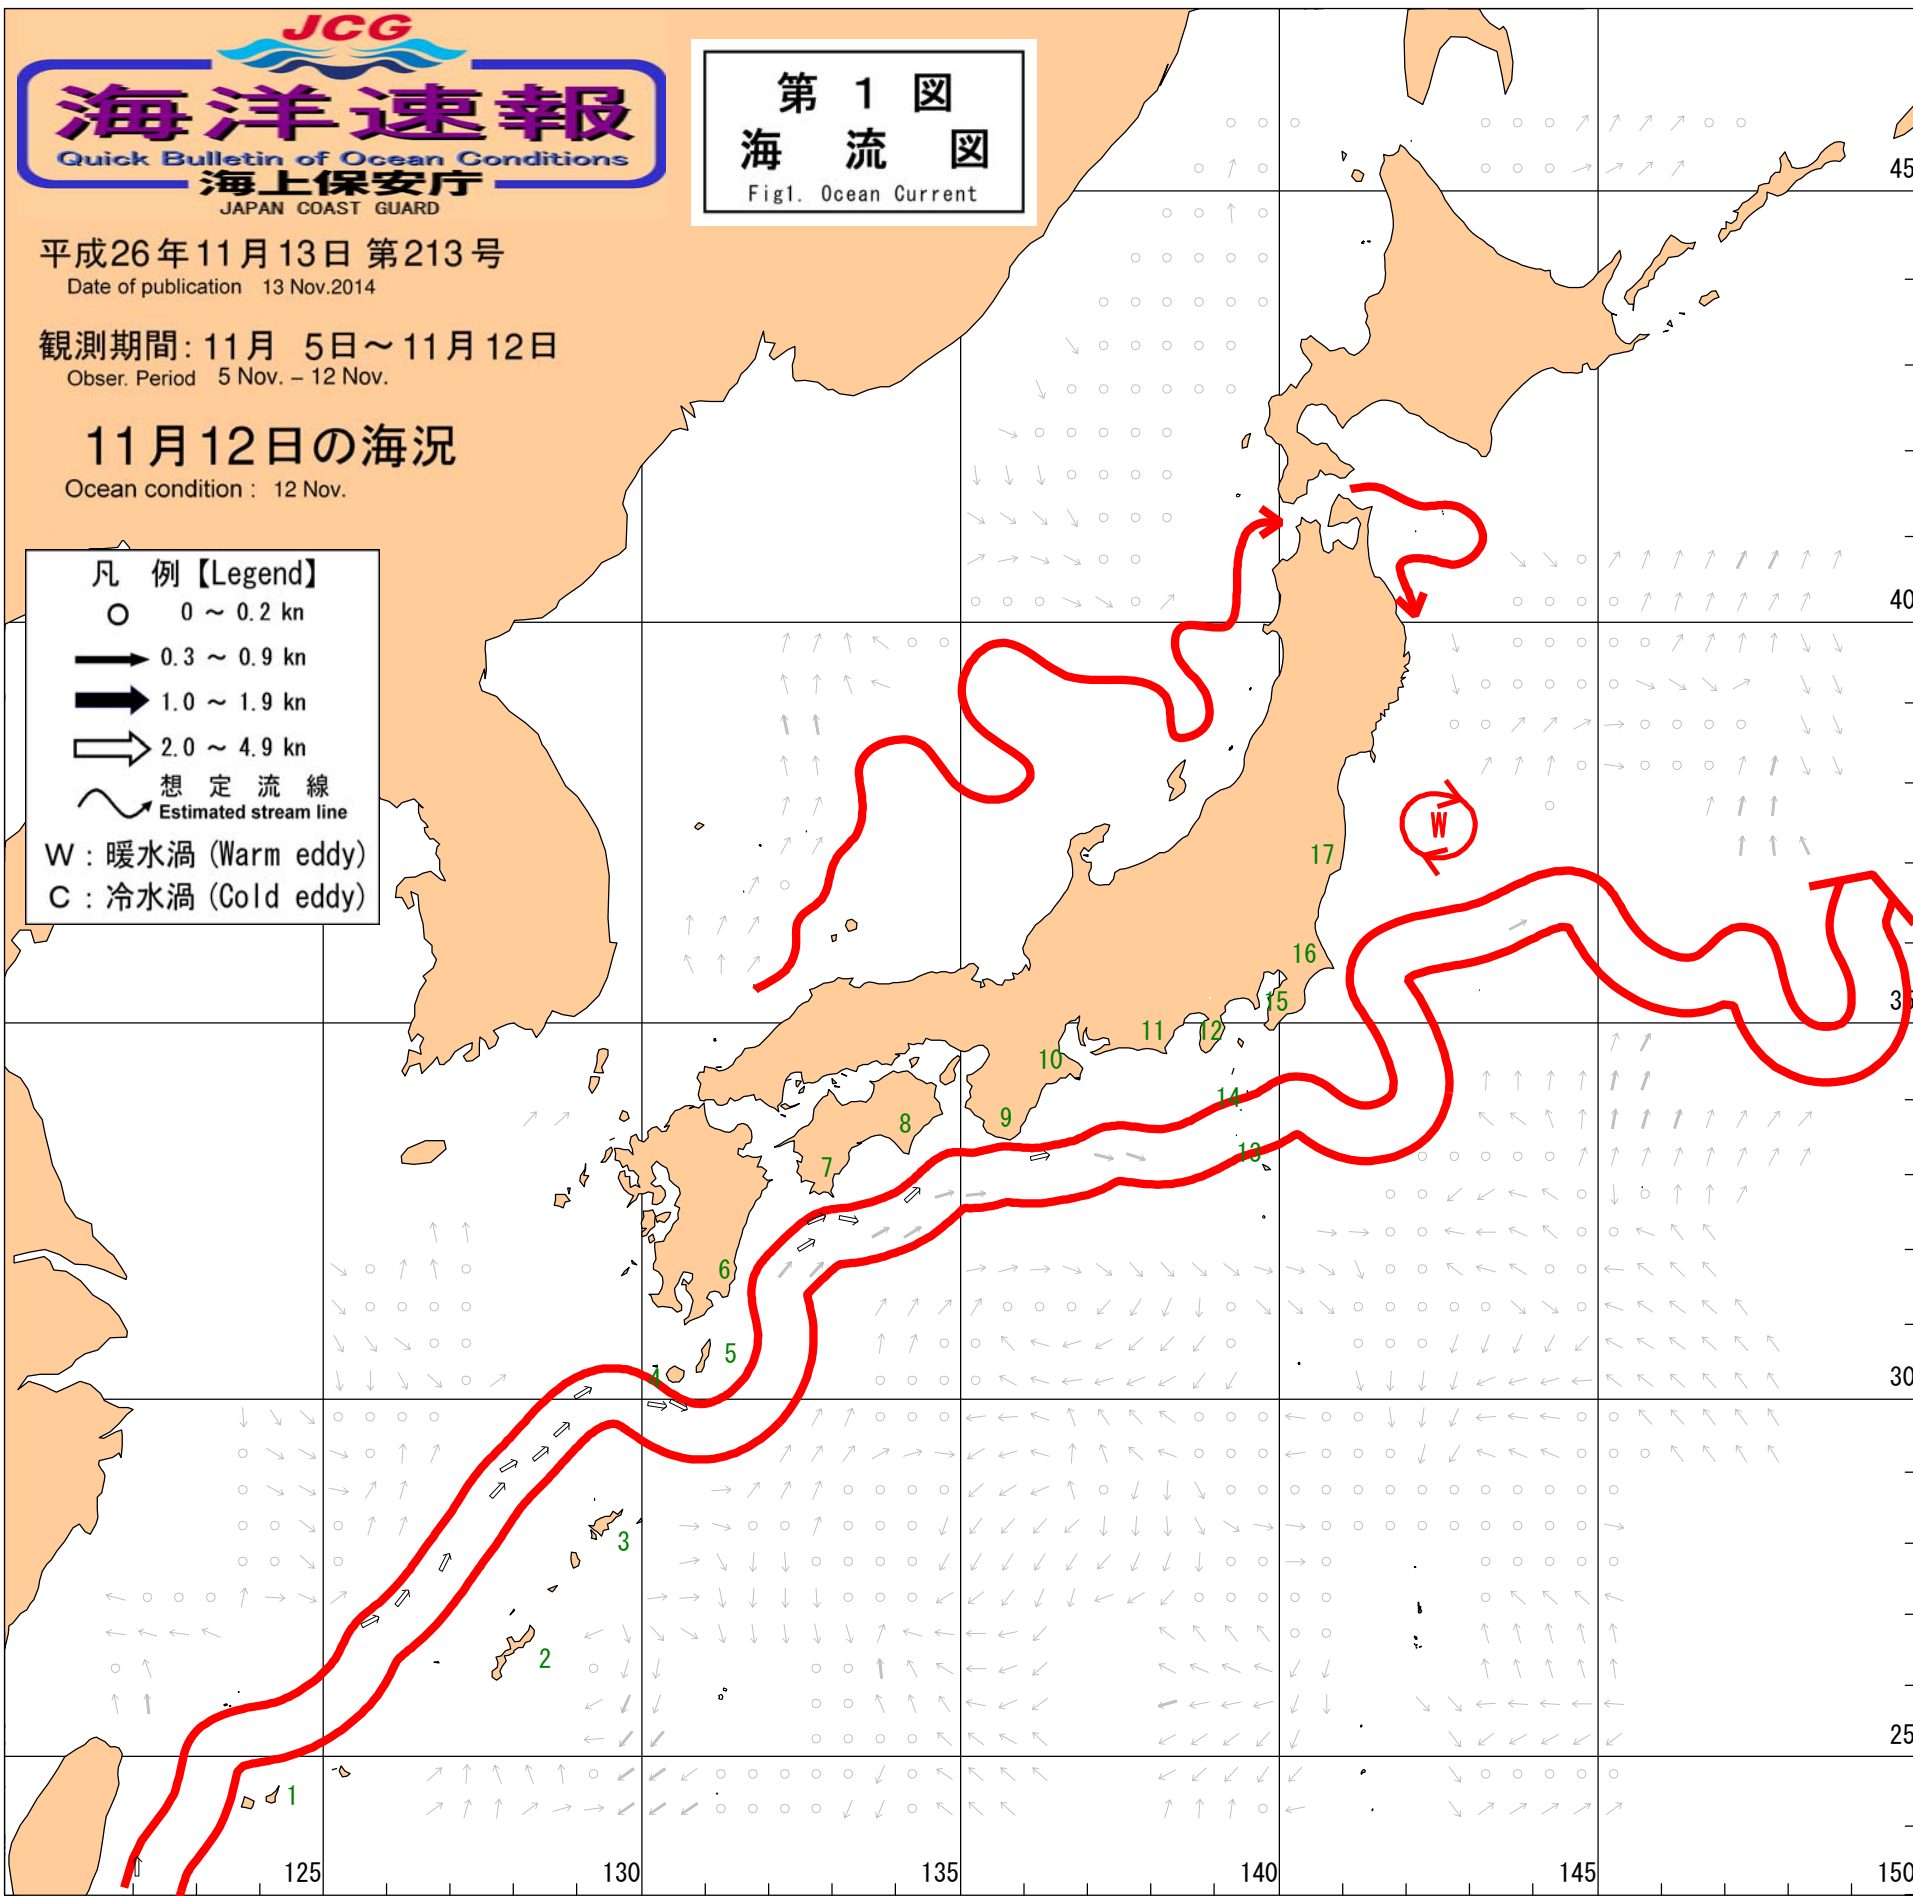 JCG
海洋速報
Quick Bulletin of Ocean Conditions
海上保安庁
JAPAN COAST GUARD
第1図
海流図
Fig1. Ocean Current
平成26年11月13日 第213号
Date of publication 13 Nov.2014
観測期間: 11月 5日～11月12日
Obser. Period 5 Nov. – 12 Nov.
11月12日の海況
Ocean condition : 12 Nov.
凡 例【Legend】
0 ～ 0.2 kn
0.3 ～ 0.9 kn
1.0 ～ 1.9 kn
2.0 ～ 4.9 kn
想定流線
Estimated stream line
W : 暖水渦 (Warm eddy)
C : 冷水渦 (Cold eddy)
45
40
W
17
16
35
15
12
11
10
14
9
8
13
7
6
5
4
30
3
2
25
1
125
130
135
140
145
150